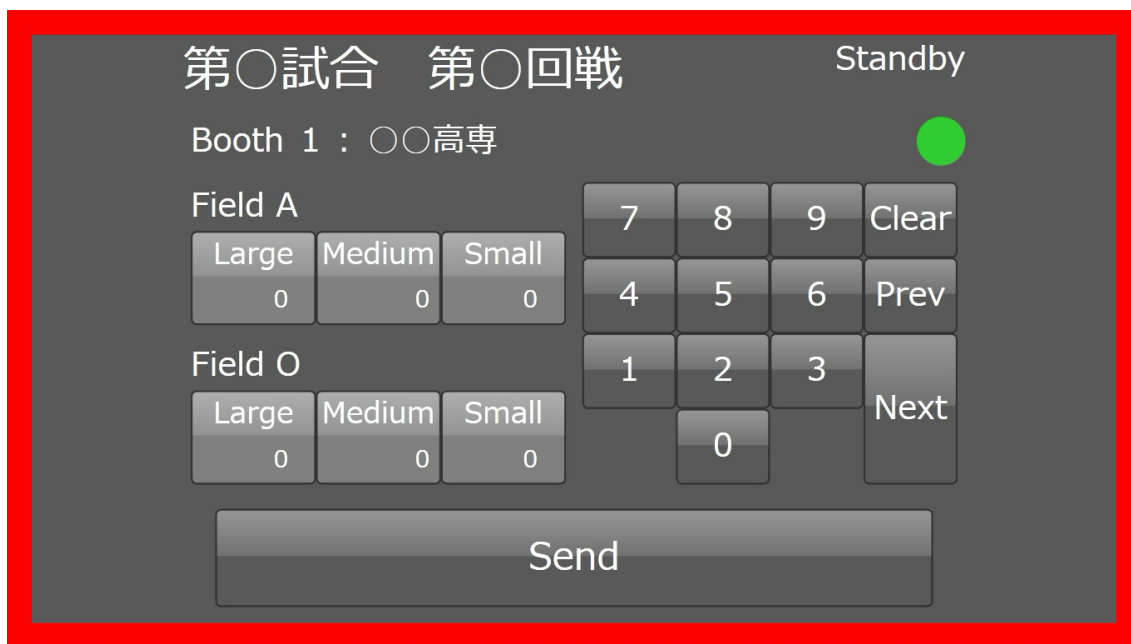 第○試合　第○回戦
Standby
Booth 1 : ○○高専
Field A
Large Medium Small
0 0 0
Field O
Large Medium Small
0 0 0
7 8 9 Clear
4 5 6 Prev
1 2 3 Next
0
Send